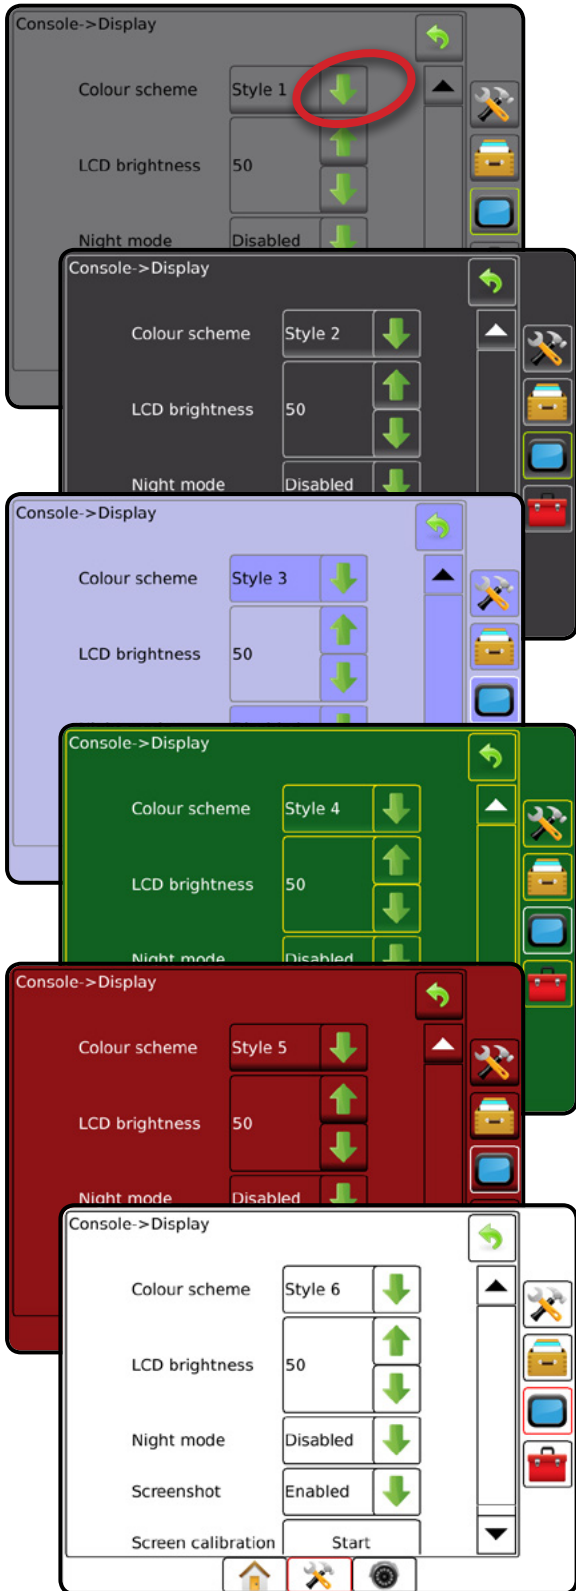 Console->Display
Colour scheme Style 1
LCD brightness 50
Night mode Disabled
Console->Display
Colour scheme Style 2
LCD brightness 50
Night mode Disabled
Console->Display
Colour scheme Style 3
LCD brightness 50
Console->Display
Colour scheme Style 4
LCD brightness 50
Night mode Disabled
Console->Display
Colour scheme Style 5
LCD brightness 50
Night mode Disabled
Console->Display
Colour scheme Style 6
LCD brightness 50
Night mode Disabled
Screenshot Enabled
Screen calibration Start